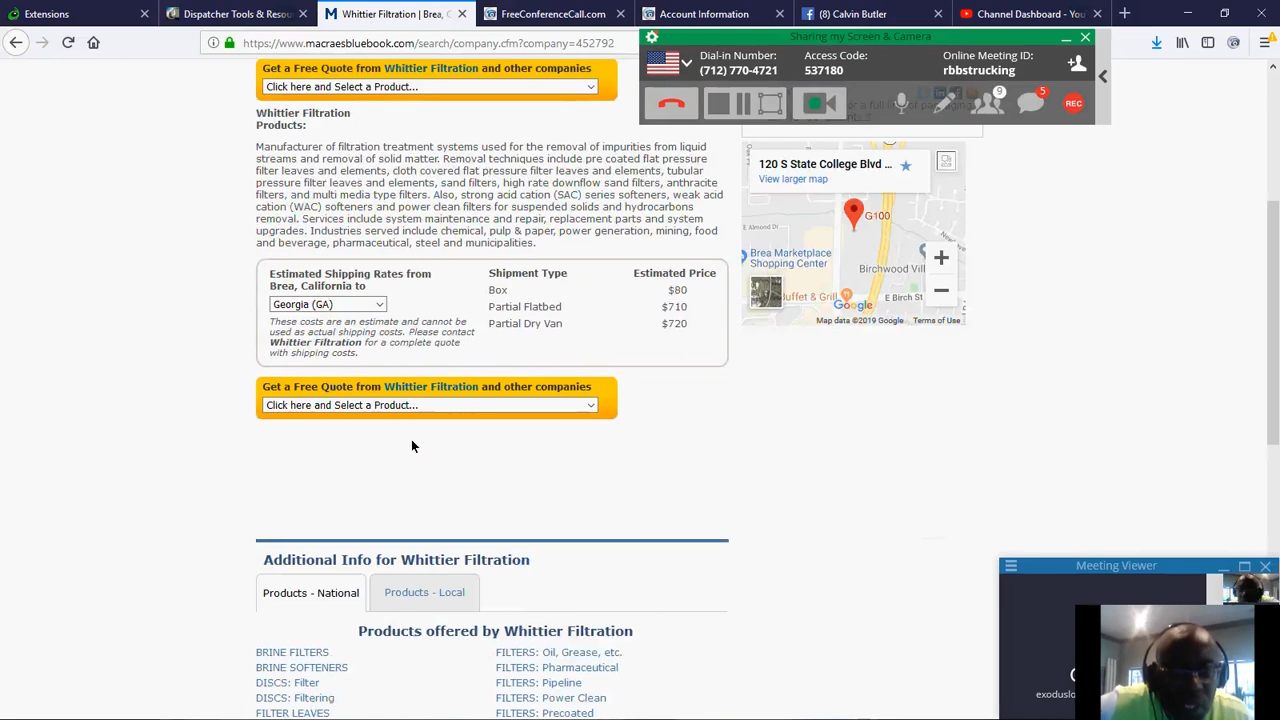 Extensions
Dispatcher Tools & Resou
Whittier Filtration | Brea, C
FreeConferenceCall.com
Account Information
(8) Calvin Butler
Channel Dashboard - You
https://www.macraesbluebook.com/search/company.cfm?company=452792
Sharing my Screen & Camera
Dial-in Number:
(712) 770-4721
Access Code:
537180
Online Meeting ID:
rbbstrucking
9
5
REC
Get a Free Quote from Whittier Filtration and other companies
Click here and Select a Product...
Whittier Filtration
Products:
Manufacturer of filtration treatment systems used for the removal of impurities from liquid
streams and removal of solid matter. Removal techniques include pre coated flat pressure
filter leaves and elements, cloth covered flat pressure filter leaves and elements, tubular
pressure filter leaves and elements, sand filters, high rate downflow sand filters, anthracite
filters, and multi media type filters. Also, strong acid cation (SAC) series softeners, weak acid
cation (WAC) softeners and power clean filters for suspended solids and hydrocarbons
removal. Services include system maintenance and repair, replacement parts and system
upgrades. Industries served include chemical, pulp & paper, power generation, mining, food
and beverage, pharmaceutical, steel and municipalities.
120 S State College Blvd ...
View larger map
G100
E Almond Dr
Brea Marketplace
Shopping Center
Birchwood Vil
Buffet & Grill
E Birch St
Google
Map data ©2019 Google
Terms of Use
Estimated Shipping Rates from
Brea, California to
Georgia (GA)
These costs are an estimate and cannot be
used as actual shipping costs. Please contact
Whittier Filtration for a complete quote
with shipping costs.
Shipment Type
Estimated Price
Box
$80
Partial Flatbed
$710
Partial Dry Van
$720
Get a Free Quote from Whittier Filtration and other companies
Click here and Select a Product...
Additional Info for Whittier Filtration
Products - National
Products - Local
Products offered by Whittier Filtration
BRINE FILTERS
BRINE SOFTENERS
DISCS: Filter
DISCS: Filtering
FILTER LEAVES
FILTERS: Oil, Grease, etc.
FILTERS: Pharmaceutical
FILTERS: Pipeline
FILTERS: Power Clean
FILTERS: Precoated
Meeting Viewer
exoduslo